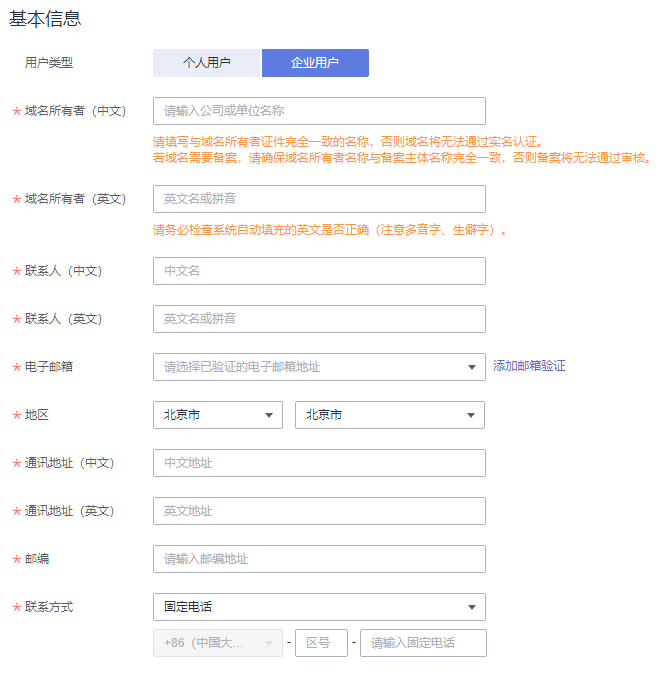 基本信息
用户类型 个人用户 企业用户
* 域名所有者（中文） 请输入公司或单位名称
请填写与域名所有者证件完全一致的名称，否则域名将无法通过实名认证。
若域名需要备案，请确保域名所有者名称与备案主体名称完全一致，否则备案将无法通过审核。
* 域名所有者（英文） 英文名或拼音
请务必检查系统自动填充的英文是否正确（注意多音字、生僻字）。
* 联系人（中文） 中文名
* 联系人（英文） 英文名或拼音
* 电子邮箱 请选择已验证的电子邮箱地址 添加邮箱验证
* 地区 北京市 北京市
* 通讯地址（中文） 中文地址
* 通讯地址（英文） 英文地址
* 邮编 请输入邮编地址
* 联系方式 固定电话
+86（中国大... - 区号 - 请输入固定电话